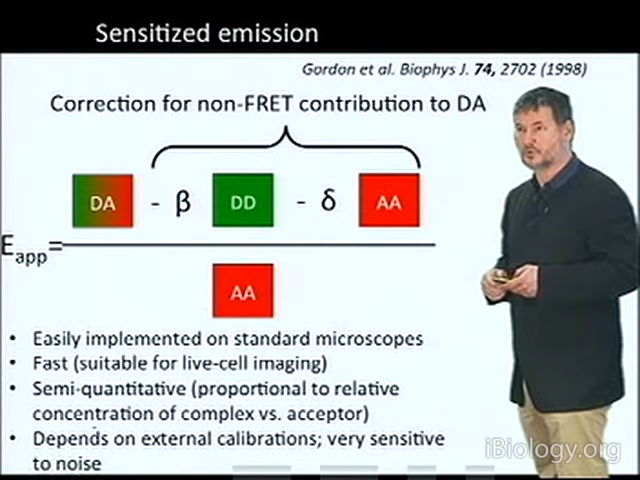 Sensitized emission
Gordon et al. Biophys J. 74, 2702 (1998)
Correction for non-FRET contribution to DA
DA - β DD - δ AA
Eapp=
AA
• Easily implemented on standard microscopes
• Fast (suitable for live-cell imaging)
• Semi-quantitative (proportional to relative
concentration of complex vs. acceptor)
• Depends on external calibrations; very sensitive
to noise
iBiology.org